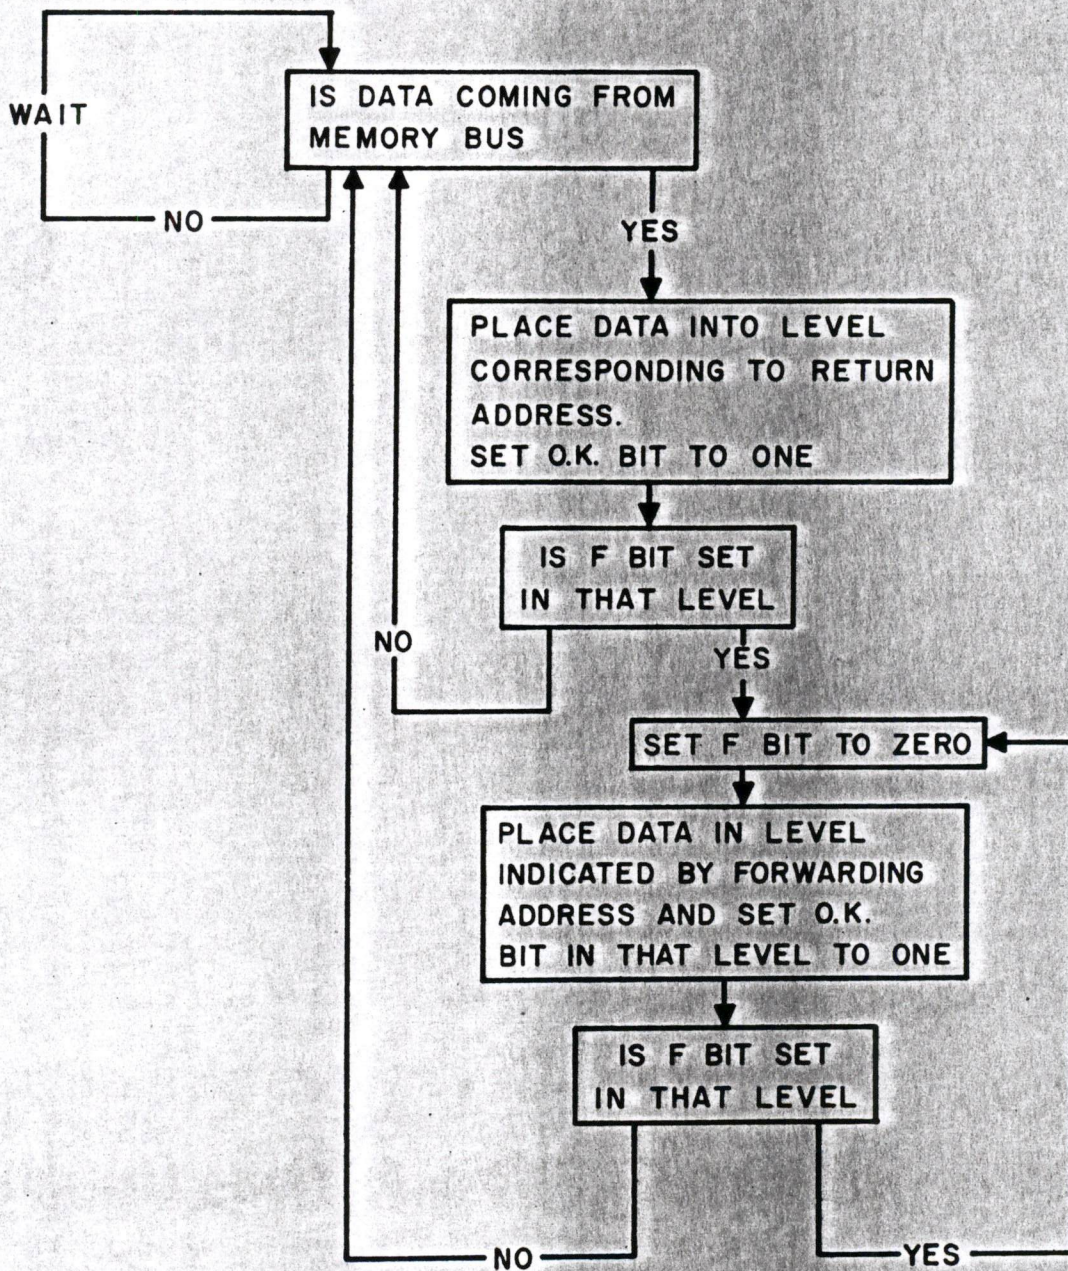 WAIT
IS DATA COMING FROM
MEMORY BUS
NO
YES
PLACE DATA INTO LEVEL
CORRESPONDING TO RETURN
ADDRESS.
SET O.K. BIT TO ONE
IS F BIT SET
IN THAT LEVEL
NO
YES
SET F BIT TO ZERO
PLACE DATA IN LEVEL
INDICATED BY FORWARDING
ADDRESS AND SET O.K.
BIT IN THAT LEVEL TO ONE
IS F BIT SET
IN THAT LEVEL
NO
YES